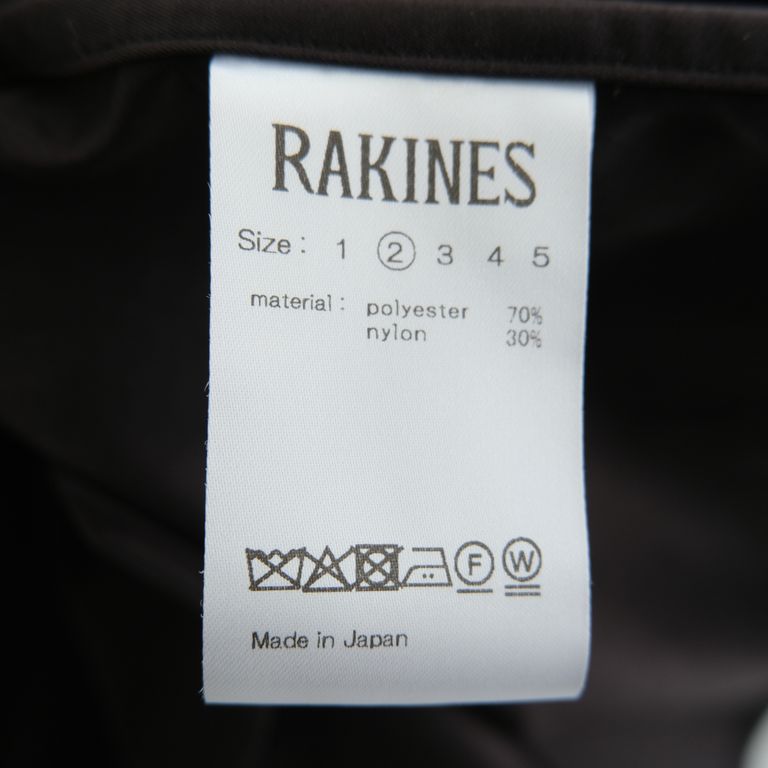 RAKINES
Size: 1 2 3 4 5
material: polyester 70%
nylon 30%
F W
Made in Japan